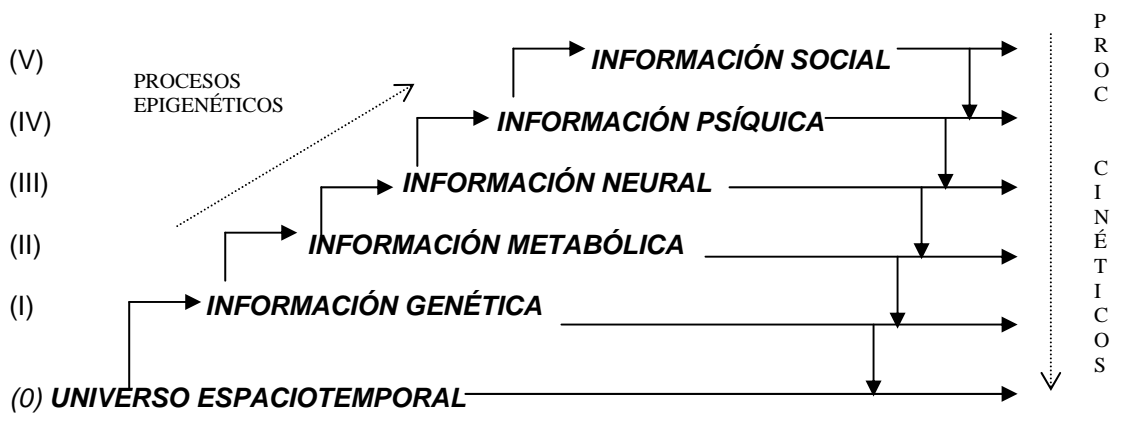 (V) INFORMACIÓN SOCIAL
PROCESOS
EPIGENÉTICOS
(IV) INFORMACIÓN PSÍQUICA
(III) INFORMACIÓN NEURAL
(II) INFORMACIÓN METABÓLICA
(I) INFORMACIÓN GENÉTICA
(0) UNIVERSO ESPACIOTEMPORAL
PROC CINÉTICOS